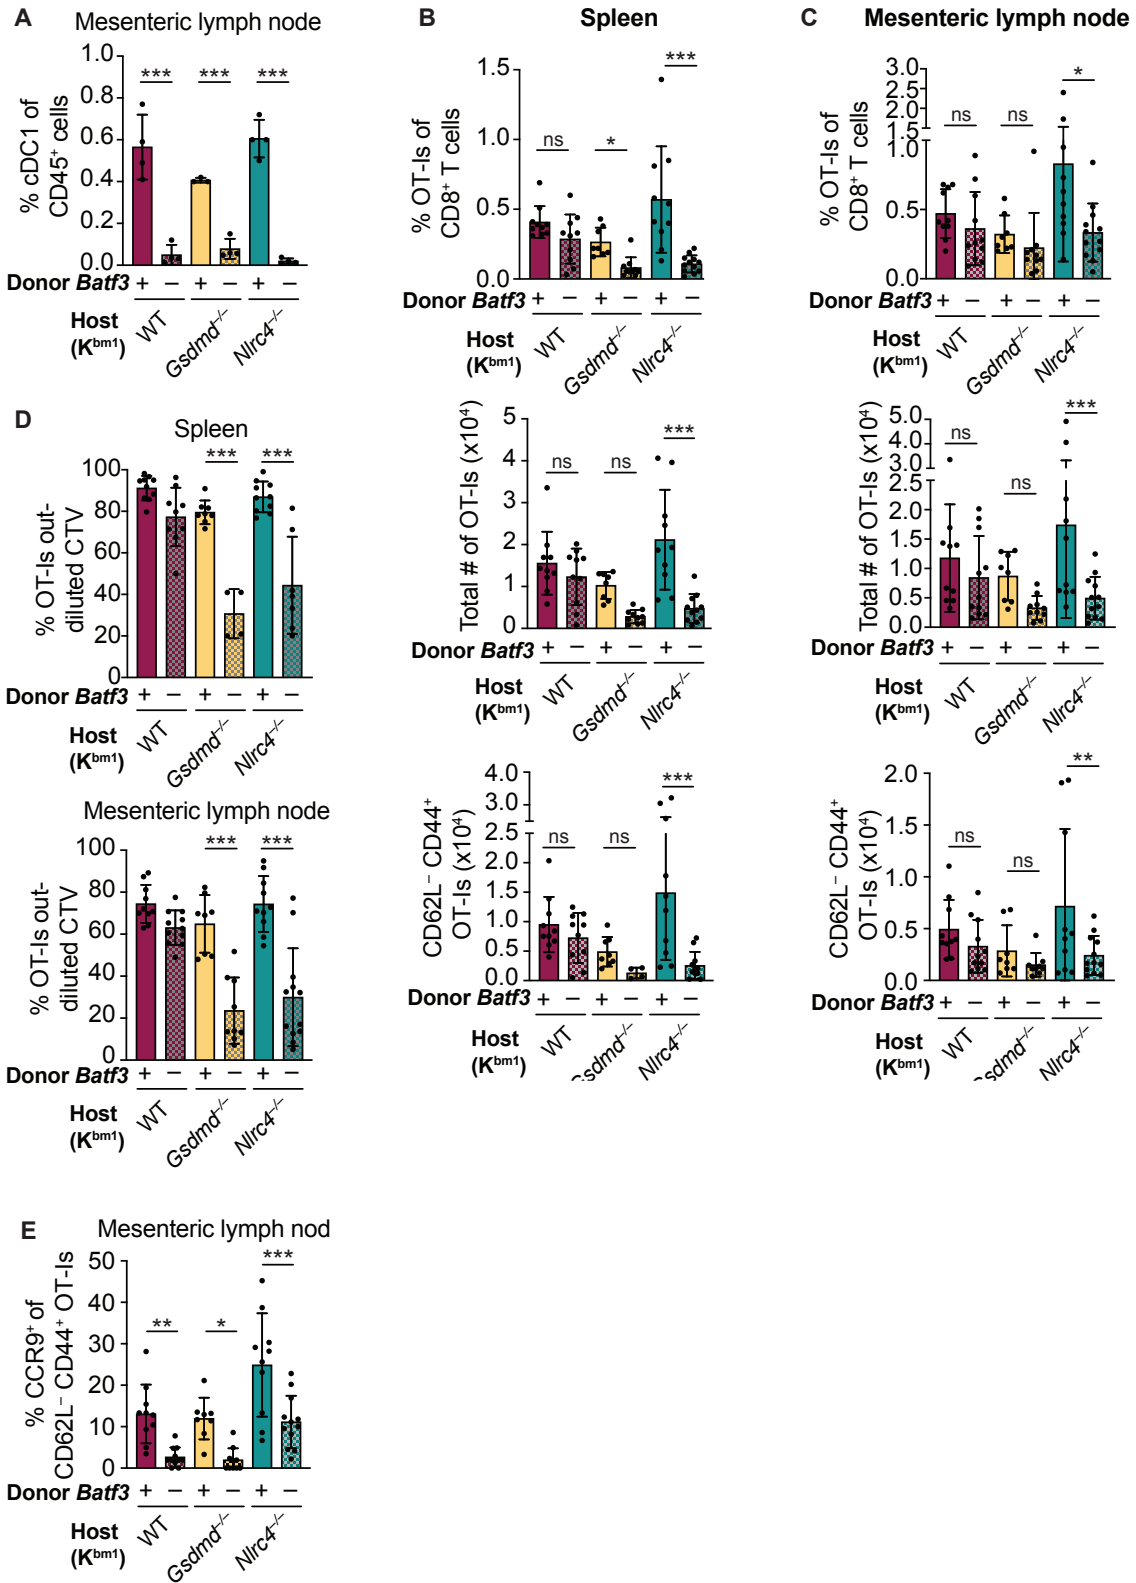 A
Mesenteric lymph node
% cDC1 of
CD45⁺ cells
1.0
0.8
0.6
0.4
0.2
0.0
*** *** ***
Donor Batf3 + − + − + −
Host
(Kᵇᵐ¹)
WT
Gsdmd⁻/⁻
Nlrc4⁻/⁻
B
Spleen
% OT-Is of
CD8⁺ T cells
1.5
1.0
0.5
0.0
ns * ***
Donor Batf3 + − + − + −
Host
(Kᵇᵐ¹)
WT
Gsdmd⁻/⁻
Nlrc4⁻/⁻
Total # of OT-Is (x10⁴)
5
4
3
2
1
0
ns ns ***
Donor Batf3 + − + − + −
Host
(Kᵇᵐ¹)
WT
Gsdmd⁻/⁻
Nlrc4⁻/⁻
CD62L⁻ CD44⁺
OT-Is (x10⁴)
4.0
3.0
2.5
2.0
1.5
1.0
0.5
0.0
ns ns ***
Donor Batf3 + − + − + −
Host
(Kᵇᵐ¹)
WT
Gsdmd⁻/⁻
Nlrc4⁻/⁻
C
Mesenteric lymph node
% OT-Is of
CD8⁺ T cells
3.0
2.5
2.0
1.5
1.0
0.5
0.0
ns ns *
Donor Batf3 + − + − + −
Host
(Kᵇᵐ¹)
WT
Gsdmd⁻/⁻
Nlrc4⁻/⁻
Total # of OT-Is (x10⁴)
5.0
4.0
3.0
2.5
2.0
1.5
1.0
0.5
0.0
ns ns ***
Donor Batf3 + − + − + −
Host
(Kᵇᵐ¹)
WT
Gsdmd⁻/⁻
Nlrc4⁻/⁻
CD62L⁻ CD44⁺
OT-Is (x10⁴)
2.0
1.5
1.0
0.5
0.0
ns ns **
Donor Batf3 + − + − + −
Host
(Kᵇᵐ¹)
WT
Gsdmd⁻/⁻
Nlrc4⁻/⁻
D
Spleen
% OT-Is out-
diluted CTV
100
80
60
40
20
0
*** ***
Donor Batf3 + − + − + −
Host
(Kᵇᵐ¹)
WT
Gsdmd⁻/⁻
Nlrc4⁻/⁻
Mesenteric lymph node
% OT-Is out-
diluted CTV
100
80
60
40
20
0
*** ***
Donor Batf3 + − + − + −
Host
(Kᵇᵐ¹)
WT
Gsdmd⁻/⁻
Nlrc4⁻/⁻
E
Mesenteric lymph nod
% CCR9⁺ of
CD62L⁻ CD44⁺ OT-Is
50
40
30
20
10
0
** * ***
Donor Batf3 + − + − + −
Host
(Kᵇᵐ¹)
WT
Gsdmd⁻/⁻
Nlrc4⁻/⁻